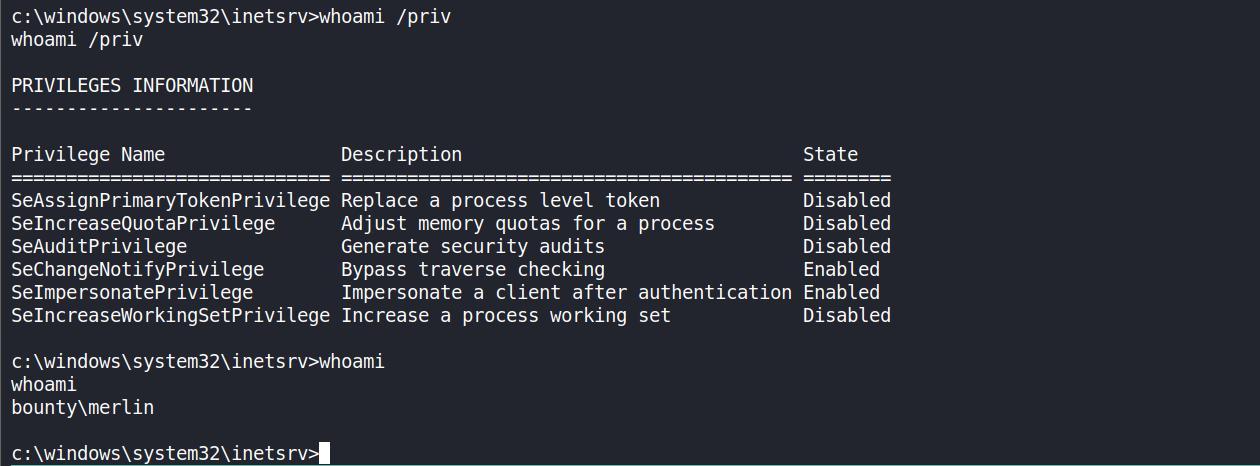 c:\windows\system32\inetsrv>whoami /priv
whoami /priv
PRIVILEGES INFORMATION
----------------------
Privilege Name                Description                               State
============================= ========================================= ========
SeAssignPrimaryTokenPrivilege Replace a process level token             Disabled
SeIncreaseQuotaPrivilege      Adjust memory quotas for a process        Disabled
SeAuditPrivilege              Generate security audits                  Disabled
SeChangeNotifyPrivilege       Bypass traverse checking                  Enabled
SeImpersonatePrivilege        Impersonate a client after authentication Enabled
SeIncreaseWorkingSetPrivilege Increase a process working set            Disabled
c:\windows\system32\inetsrv>whoami
whoami
bounty\merlin
c:\windows\system32\inetsrv>